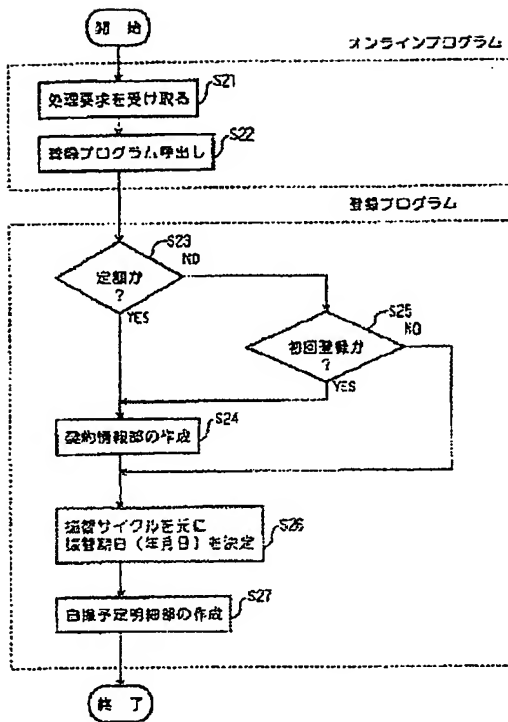 開 始
オンラインプログラム
処理要求を受け取る
S21
登録プログラム呼出し
S22
登録プログラム
定額か
?
S23
NO
YES
初回登録か
?
S25
NO
YES
契約情報部の作成
S24
振替サイクルを元に
振替期日(年月日)を決定
S26
自振予定明細部の作成
S27
終 了